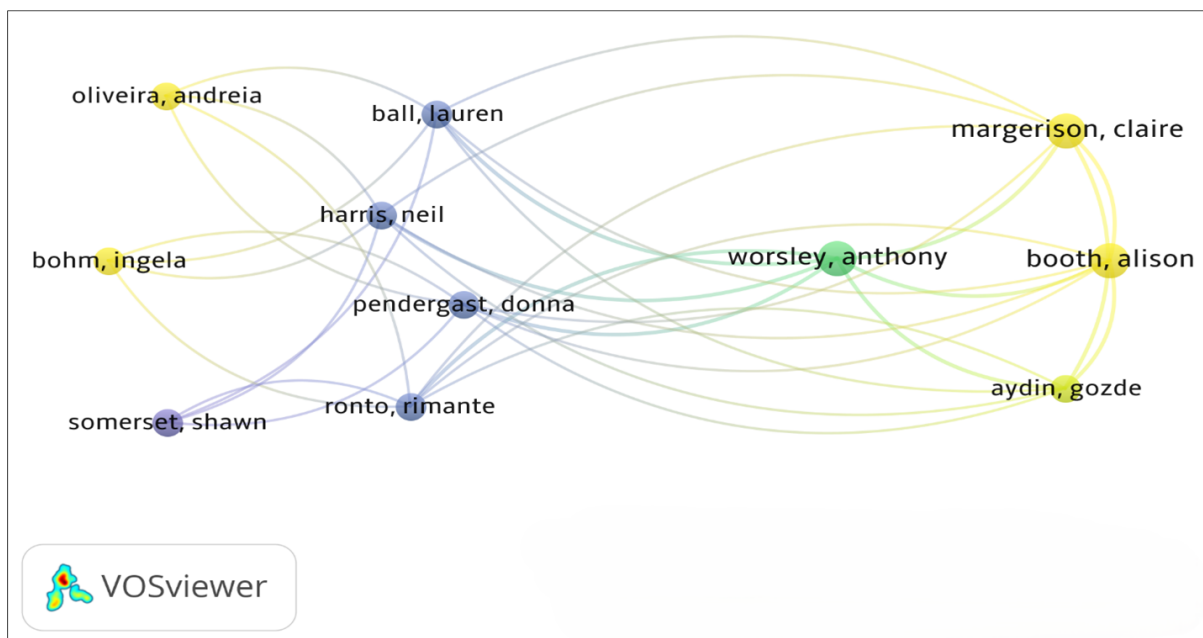 oliveira, andreia
ball, lauren
margerison, claire
harris, neil
bohm, ingela
worsley, anthony
booth, alison
pendergast, donna
aydin, gozde
somerset, shawn
ronto, rimante
VOSviewer